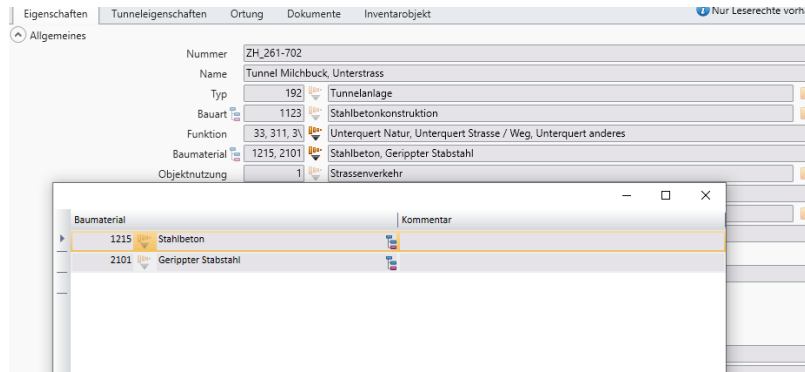 Eigenschaften Tunneleigenschaften Ortung Dokumente Inventarobjekt Nur Leserechte vorh
Allgemeines
Nummer ZH_261-702
Name Tunnel Milchbuck, Unterstrass
Typ 192 Tunnelanlage
Bauart 1123 Stahlbetonkonstruktion
Funktion 33, 311, 3\ Unterquert Natur, Unterquert Strasse / Weg, Unterquert anderes
Baumaterial 1215, 2101 Stahlbeton, Gerippter Stabstahl
Objektnutzung 1 Strassenverkehr
Baumaterial Kommentar
1215 Stahlbeton
2101 Gerippter Stabstahl